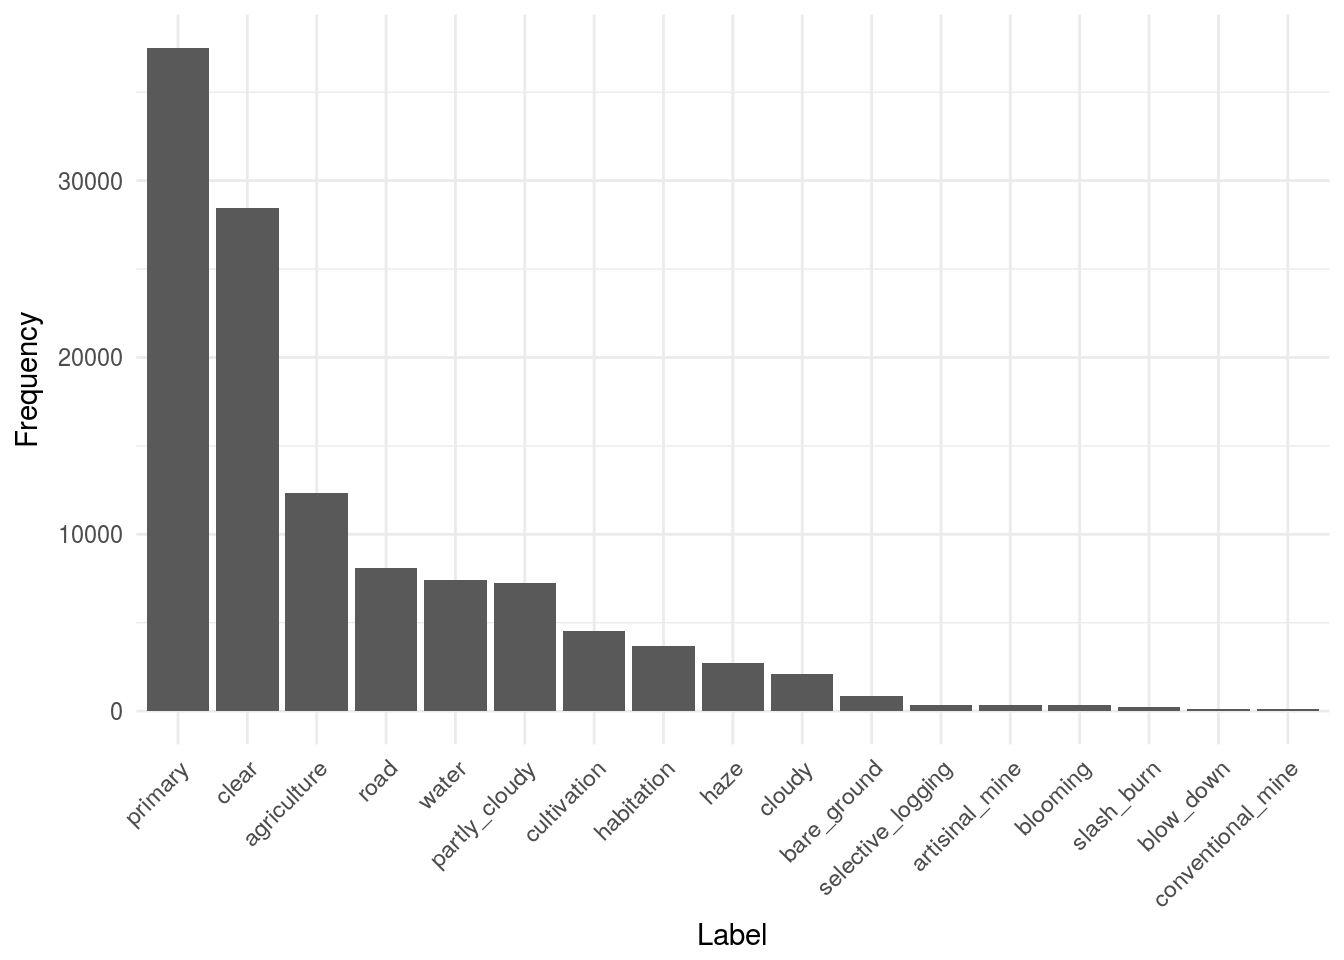 Frequency
30000
20000
10000
0
primary
clear
agriculture
road
water
partly_cloudy
cultivation
habitation
haze
cloudy
bare_ground
selective_logging
artisinal_mine
blooming
slash_burn
blow_down
conventional_mine
Label